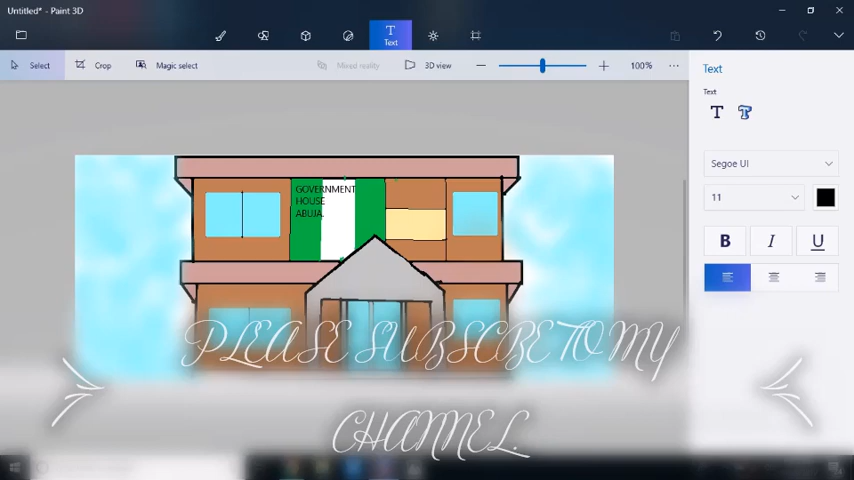 Untitled* - Paint 3D
Text
Select
Crop
Magic select
Mixed reality
3D view
100%
Text
Text
Segoe UI
11
B
I
U
GOVERNMENT
HOUSE
ABUJA.
PLEASE SUBSCIBE TO MY
CHANNEL.